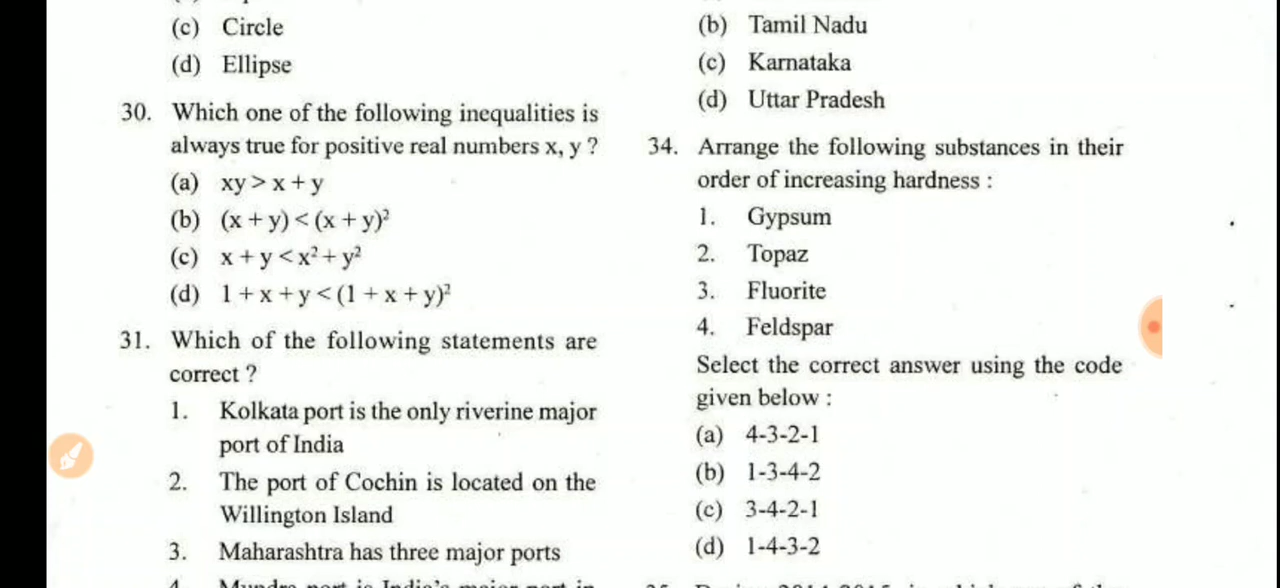 (c) Circle
(d) Ellipse
30. Which one of the following inequalities is
always true for positive real numbers x, y ?
(a) xy > x + y
(b) (x + y) < (x + y)²
(c) x + y < x² + y²
(d) 1 + x + y < (1 + x + y)²
31. Which of the following statements are
correct ?
1. Kolkata port is the only riverine major
port of India
2. The port of Cochin is located on the
Willington Island
3. Maharashtra has three major ports
(b) Tamil Nadu
(c) Karnataka
(d) Uttar Pradesh
34. Arrange the following substances in their
order of increasing hardness :
1. Gypsum
2. Topaz
3. Fluorite
4. Feldspar
Select the correct answer using the code
given below :
(a) 4-3-2-1
(b) 1-3-4-2
(c) 3-4-2-1
(d) 1-4-3-2